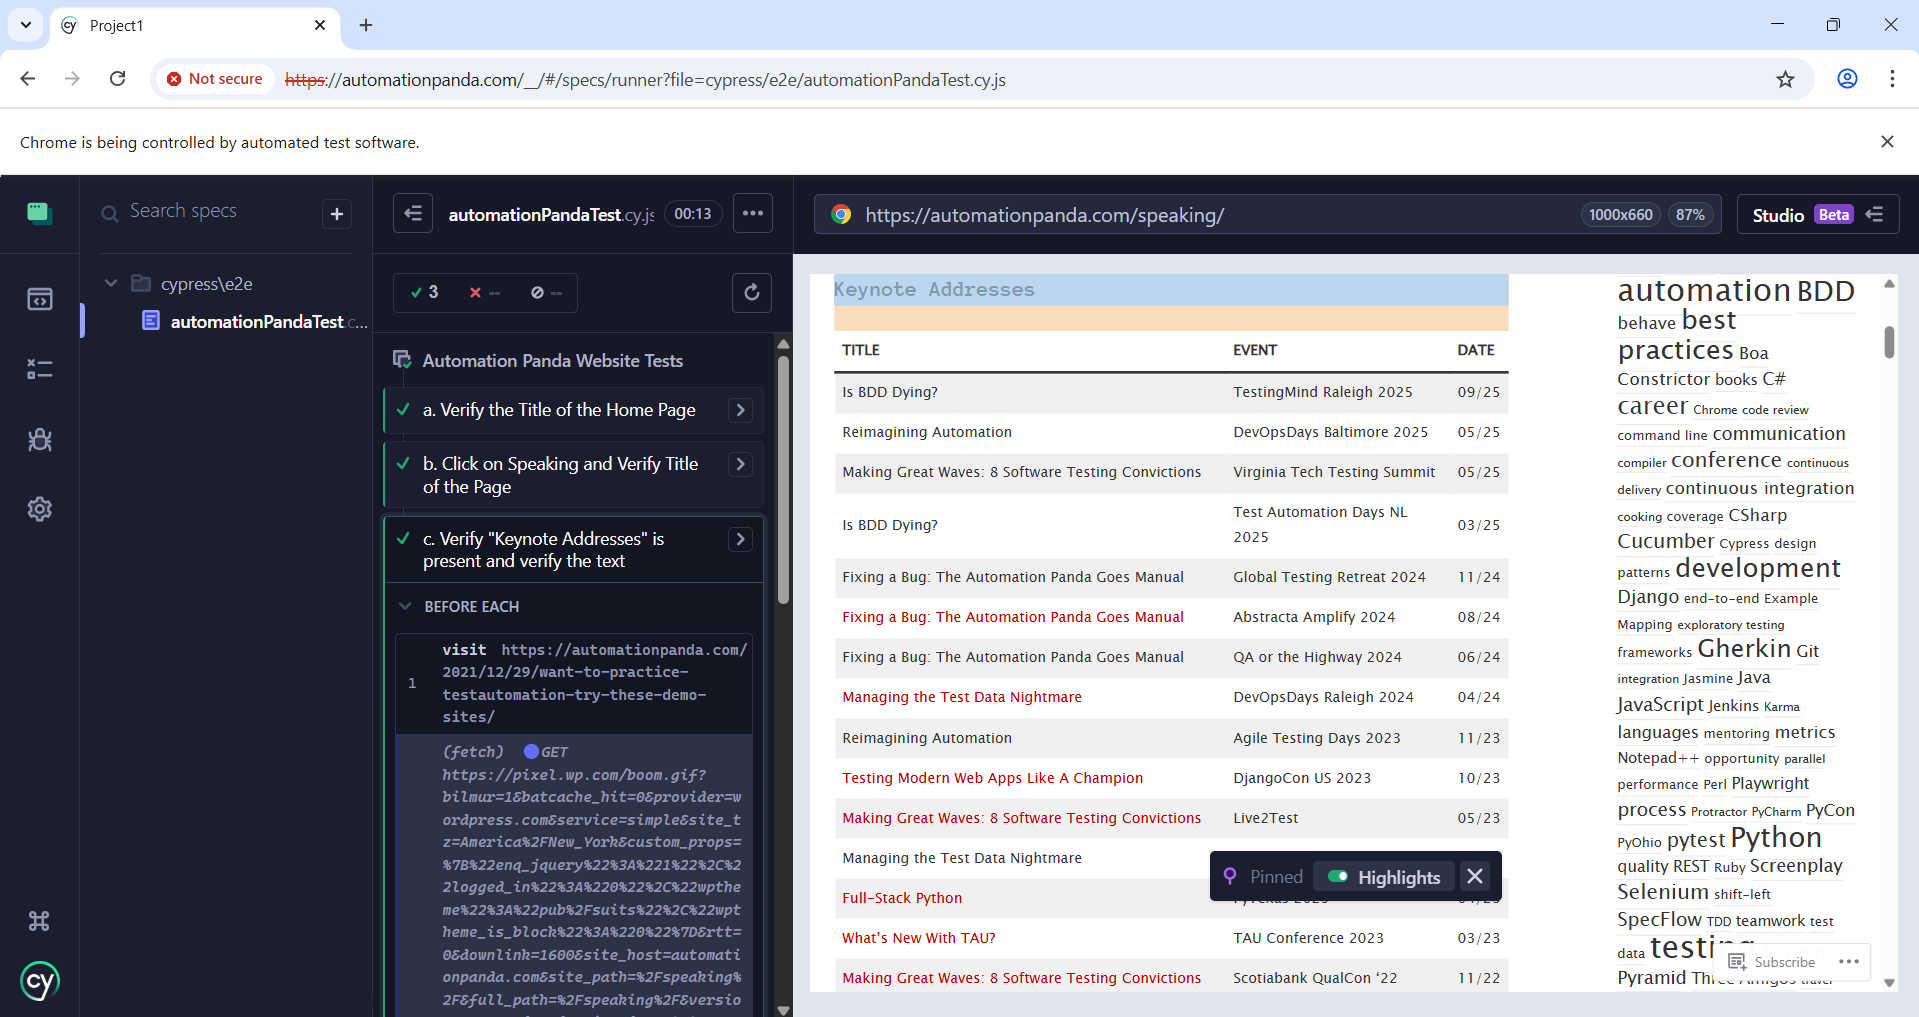 Project1
Not secure
https://automationpanda.com/__/#/specs/runner?file=cypress/e2e/automationPandaTest.cy.js
Chrome is being controlled by automated test software.
Search specs
cypress\e2e
automationPandaTest.c...
automationPandaTest.cy.js
00:13
3
--
--
Automation Panda Website Tests
a. Verify the Title of the Home Page
b. Click on Speaking and Verify Title
of the Page
c. Verify "Keynote Addresses" is
present and verify the text
BEFORE EACH
1
visit https://automationpanda.com/
2021/12/29/want-to-practice-
testautomation-try-these-demo-
sites/
(fetch) GET
https://pixel.wp.com/boom.gif?
bilmur=1&batcache_hit=0&provider=w
ordpress.com&service=simple&site_t
z=America%2FNew_York&custom_props=
%7B%22enq_jquery%22%3A%221%22%2C%2
2logged_in%22%3A%220%22%2C%22wpthe
me%22%3A%22pub%2Fsuits%22%2C%22wpt
heme_is_block%22%3A%220%22%7D&rtt=
0&downlink=1600&site_host=automati
onpanda.com&site_path=%2Fspeaking%
2F&full_path=%2Fspeaking%2F&versio
cy
https://automationpanda.com/speaking/
1000x660
87%
Studio Beta
Keynote Addresses
TITLE EVENT DATE
Is BDD Dying? TestingMind Raleigh 2025 09/25
Reimagining Automation DevOpsDays Baltimore 2025 05/25
Making Great Waves: 8 Software Testing Convictions Virginia Tech Testing Summit 05/25
Is BDD Dying? Test Automation Days NL
2025 03/25
Fixing a Bug: The Automation Panda Goes Manual Global Testing Retreat 2024 11/24
Fixing a Bug: The Automation Panda Goes Manual Abstracta Amplify 2024 08/24
Fixing a Bug: The Automation Panda Goes Manual QA or the Highway 2024 06/24
Managing the Test Data Nightmare DevOpsDays Raleigh 2024 04/24
Reimagining Automation Agile Testing Days 2023 11/23
Testing Modern Web Apps Like A Champion DjangoCon US 2023 10/23
Making Great Waves: 8 Software Testing Convictions Live2Test 05/23
Managing the Test Data Nightmare
Full-Stack Python
What's New With TAU? TAU Conference 2023 03/23
Making Great Waves: 8 Software Testing Convictions Scotiabank QualCon ‘22 11/22
Pinned Highlights
automation BDD
behave best
practices Boa
Constrictor books C#
career Chrome code review
command line communication
compiler conference continuous
delivery continuous integration
cooking coverage CSharp
Cucumber Cypress design
patterns development
Django end-to-end Example
Mapping exploratory testing
frameworks Gherkin Git
integration Jasmine Java
JavaScript Jenkins Karma
languages mentoring metrics
Notepad++ opportunity parallel
performance Perl Playwright
process Protractor PyCharm PyCon
PyOhio pytest Python
quality REST Ruby Screenplay
Selenium shift-left
SpecFlow TDD teamwork test
data testing
Pyramid
Subscribe